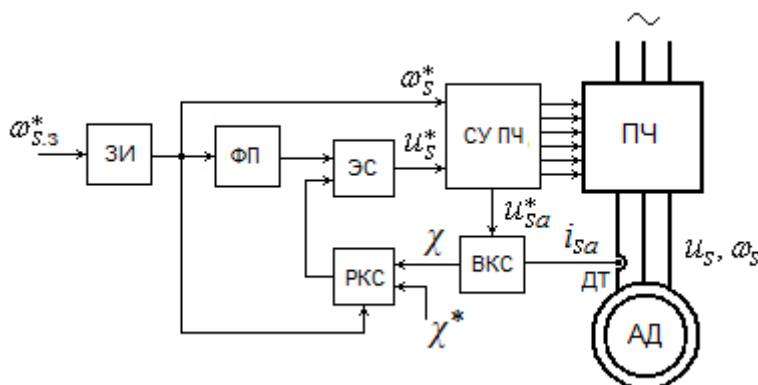 ~
ω*s
ω*s.з
ЗИ
ФП
ЭС
u*s
СУ ПЧ
ПЧ
u*sa
χ
РКС
ВКС
isa
ДТ
us, ωs
χ*
АД